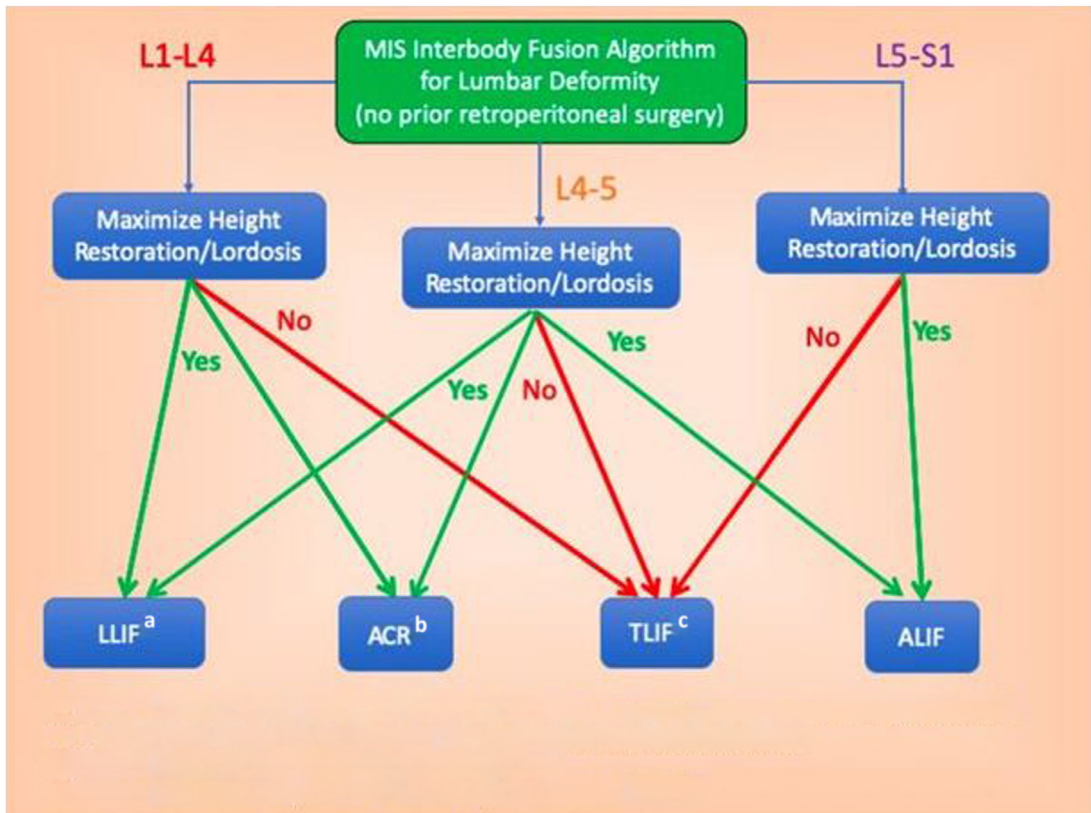 MIS Interbody Fusion Algorithm
for Lumbar Deformity
(no prior retroperitoneal surgery)
L1-L4
L5-S1
L4-5
Maximize Height
Restoration/Lordosis
Maximize Height
Restoration/Lordosis
Maximize Height
Restoration/Lordosis
No
Yes
Yes
No
Yes
No
Yes
LLIF a
ACR b
TLIF c
ALIF